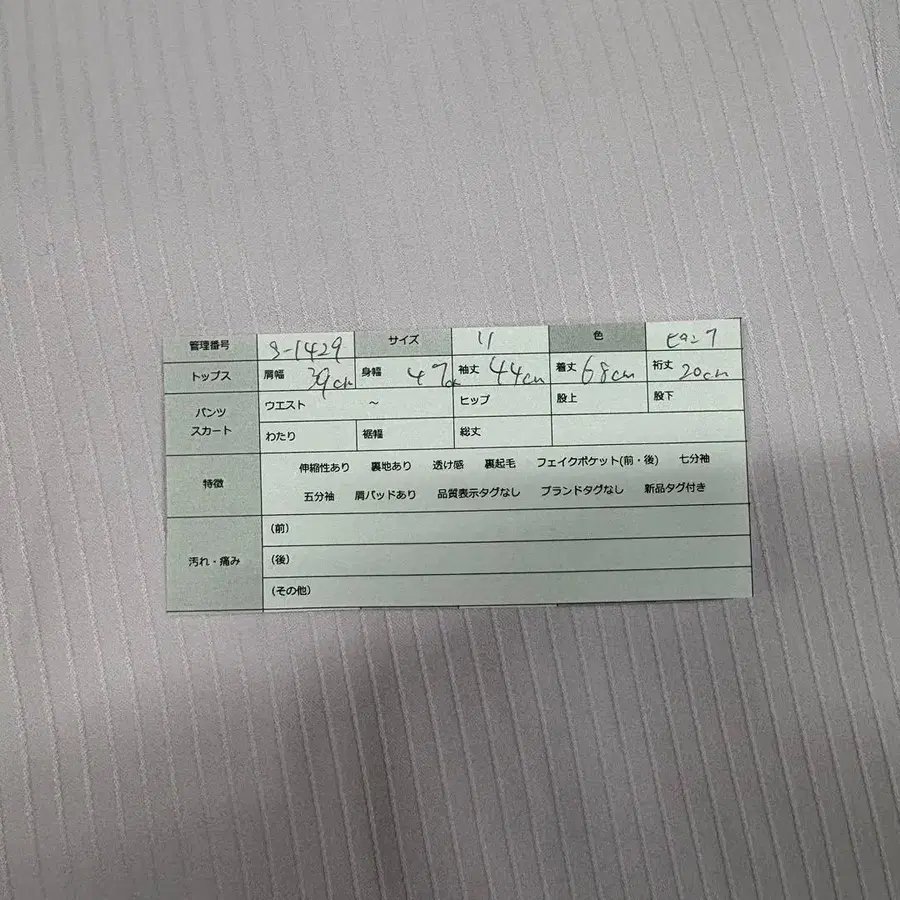 管理番号 S-1429 サイズ 11 色 ピンク
トップス 肩幅 39cm 身幅 47cm 袖丈 44cm 着丈 68cm 裄丈 20cm
パンツ スカート ウエスト ～ ヒップ 股上 股下
わたり 裾幅 総丈
特徴 伸縮性あり 裏地あり 透け感 裏起毛 フェイクポケット(前・後) 七分袖
五分袖 肩パッドあり 品質表示タグなし ブランドタグなし 新品タグ付き
汚れ・痛み (前)
(後)
(その他)